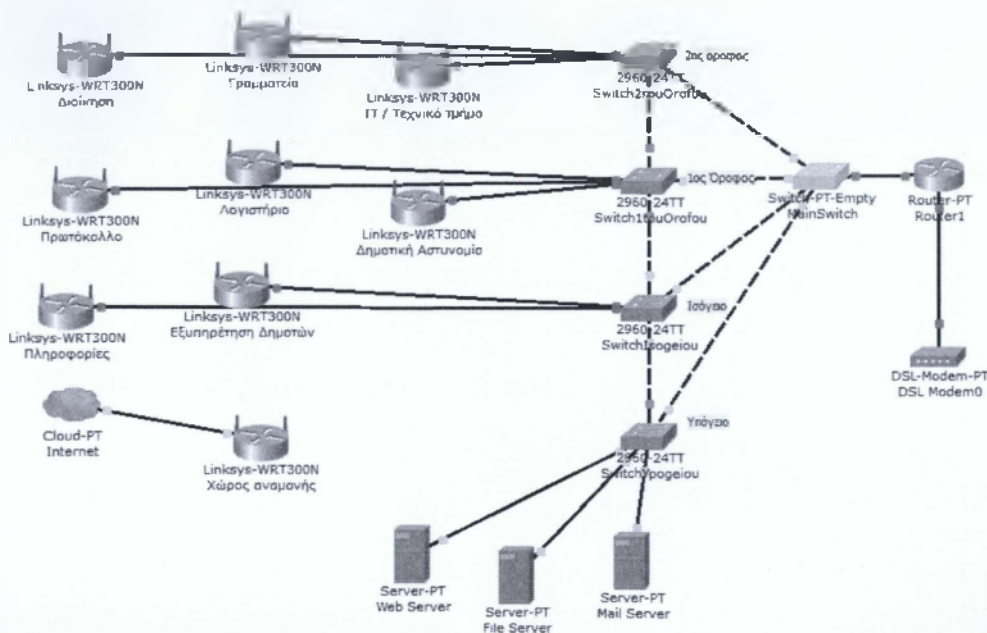 Linksys-WRT300N
Διοίκηση
Linksys-WRT300N
Γραμματεία
Linksys-WRT300N
IT / Τεχνικό τμήμα
2ος όροφος
2960-24TT
Switch2touOrofou
Linksys-WRT300N
Πρωτόκολλο
Linksys-WRT300N
Λογιστήριο
Linksys-WRT300N
Δημοτική Αστυνομία
1ος Όροφος
2960-24TT
Switch1touOrofou
Switch-PT-Empty
MainSwitch
Router-PT
Router1
Linksys-WRT300N
Πληροφορίες
Linksys-WRT300N
Εξυπηρέτηση Δημοτών
Ισόγειο
2960-24TT
SwitchIsogeiou
DSL-Modem-PT
DSL Modem0
Cloud-PT
Internet
Linksys-WRT300N
Χώρος αναμονής
Υπόγειο
2960-24TT
SwitchYpogeiou
Server-PT
Web Server
Server-PT
File Server
Server-PT
Mail Server